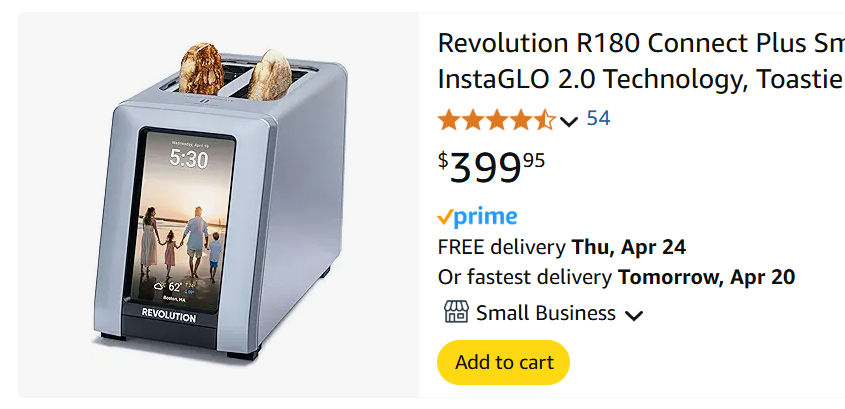 Wednesday, April 19
5:30
62°
Boston, MA
REVOLUTION
Revolution R180 Connect Plus Sm
InstaGLO 2.0 Technology, Toastie
54
$399.95
prime
FREE delivery Thu, Apr 24
Or fastest delivery Tomorrow, Apr 20
Small Business
Add to cart